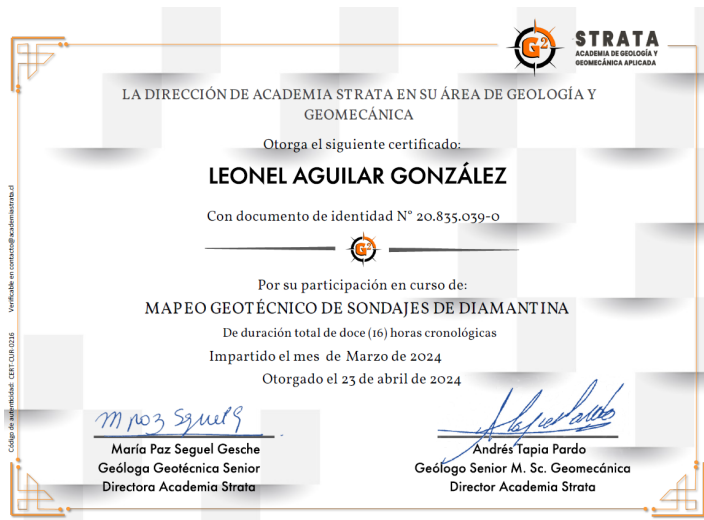 G²
STRATA
ACADEMIA DE GEOLOGÍA Y
GEOMECÁNICA APLICADA
LA DIRECCIÓN DE ACADEMIA STRATA EN SU ÁREA DE GEOLOGÍA Y
GEOMECÁNICA
Otorga el siguiente certificado:
LEONEL AGUILAR GONZÁLEZ
Con documento de identidad N° 20.835.039-0
G²
Por su participación en curso de:
MAPEO GEOTÉCNICO DE SONDAJES DE DIAMANTINA
De duración total de doce (16) horas cronológicas
Impartido el mes de Marzo de 2024
Otorgado el 23 de abril de 2024
María Paz Seguel Gesche
Geóloga Geotécnica Senior
Directora Academia Strata
Andrés Tapia Pardo
Geólogo Senior M. Sc. Geomecánica
Director Academia Strata
Código de autenticidad: CERT-CUR-0216 Verificable en contacto@academiastrata.cl